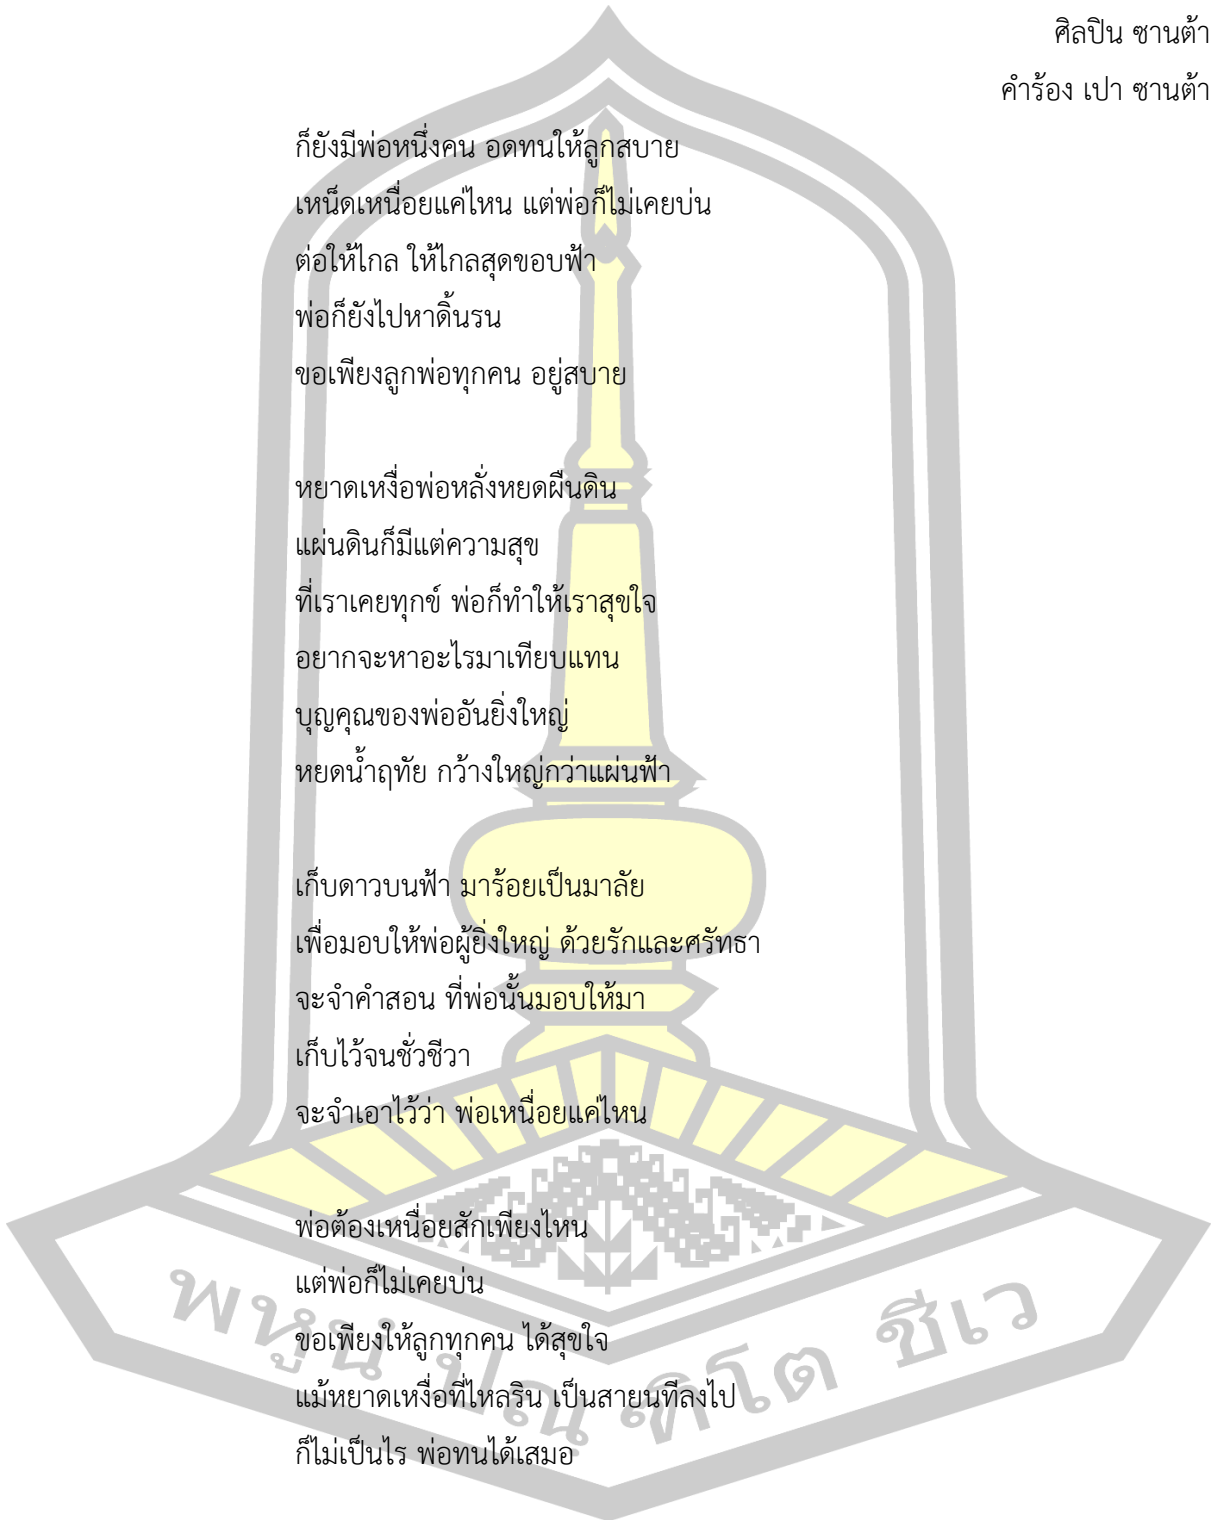 ศิลปิน ซานต้า
คำร้อง เปา ซานต้า
ก็ยังมีพ่อหนึ่งคน อดทนให้ลูกสบาย
เหน็ดเหนื่อยแค่ไหน แต่พ่อก็ไม่เคยบ่น
ต่อให้ไกล ให้ไกลสุดขอบฟ้า
พ่อก็ยังไปหาดิ้นรน
ขอเพียงลูกพ่อทุกคน อยู่สบาย
หยาดเหงื่อพ่อหลั่งหยดผืนดิน
แผ่นดินก็มีแต่ความสุข
ที่เราเคยทุกข์ พ่อก็ทำให้เราสุขใจ
อยากจะหาอะไรมาเทียบแทน
บุญคุณของพ่ออันยิ่งใหญ่
หยดน้ำฤทัย กว้างใหญ่กว่าแผ่นฟ้า
เก็บดาวบนฟ้า มาร้อยเป็นมาลัย
เพื่อมอบให้พ่อผู้ยิ่งใหญ่ ด้วยรักและศรัทธา
จะจำคำสอน ที่พ่อนั้นมอบให้มา
เก็บไว้จนชั่วชีวา
จะจำเอาไว้ว่า พ่อเหนื่อยแค่ไหน
พ่อต้องเหนื่อยสักเพียงไหน
แต่พ่อก็ไม่เคยบ่น
ขอเพียงให้ลูกทุกคน ได้สุขใจ
แม้หยาดเหงื่อที่ไหลริน เป็นสายนทีลงไป
ก็ไม่เป็นไร พ่อทนได้เสมอ
พหูนํ ปณฺฑิโต ชีเว